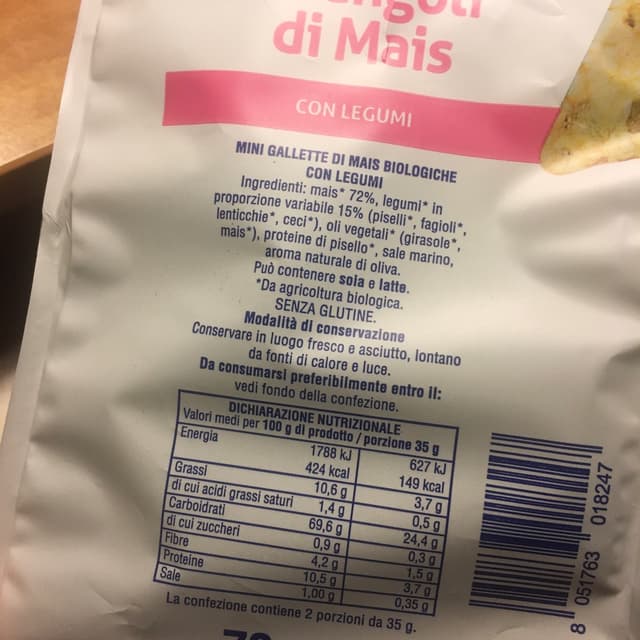 di Mais
CON LEGUMI
MINI GALLETTE DI MAIS BIOLOGICHE
CON LEGUMI
Ingredienti: mais* 72%, legumi* in
proporzione variabile 15% (piselli*, fagioli*,
lenticchie*, ceci*), oli vegetali* (girasole*,
mais*), proteine di pisello*, sale marino,
aroma naturale di oliva.
Può contenere soia e latte.
*Da agricoltura biologica.
SENZA GLUTINE.
Modalità di conservazione
Conservare in luogo fresco e asciutto, lontano
da fonti di calore e luce.
Da consumarsi preferibilmente entro il:
vedi fondo della confezione.
DICHIARAZIONE NUTRIZIONALE
Valori medi per 100 g di prodotto / porzione 35 g
Energia 1788 kJ 627 kJ
424 kcal 149 kcal
Grassi 10,6 g 3,7 g
di cui acidi grassi saturi 1,4 g 0,5 g
Carboidrati 69,6 g 24,4 g
di cui zuccheri 0,9 g 0,3 g
Fibre 4,2 g 1,5 g
Proteine 10,5 g 3,7 g
Sale 1,00 g 0,35 g
La confezione contiene 2 porzioni da 35 g.
8 051763 018247